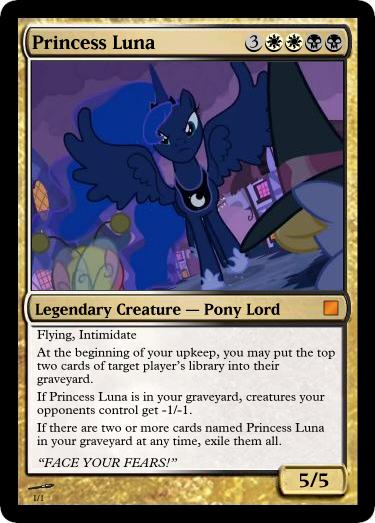 Princess Luna 3
Legendary Creature — Pony Lord
Flying, Intimidate
At the beginning of your upkeep, you may put the top
two cards of target player's library into their
graveyard.
If Princess Luna is in your graveyard, creatures your
opponents control get -1/-1.
If there are two or more cards named Princess Luna
in your graveyard at any time, exile them all.
“FACE YOUR FEARS!”
5/5
1/1